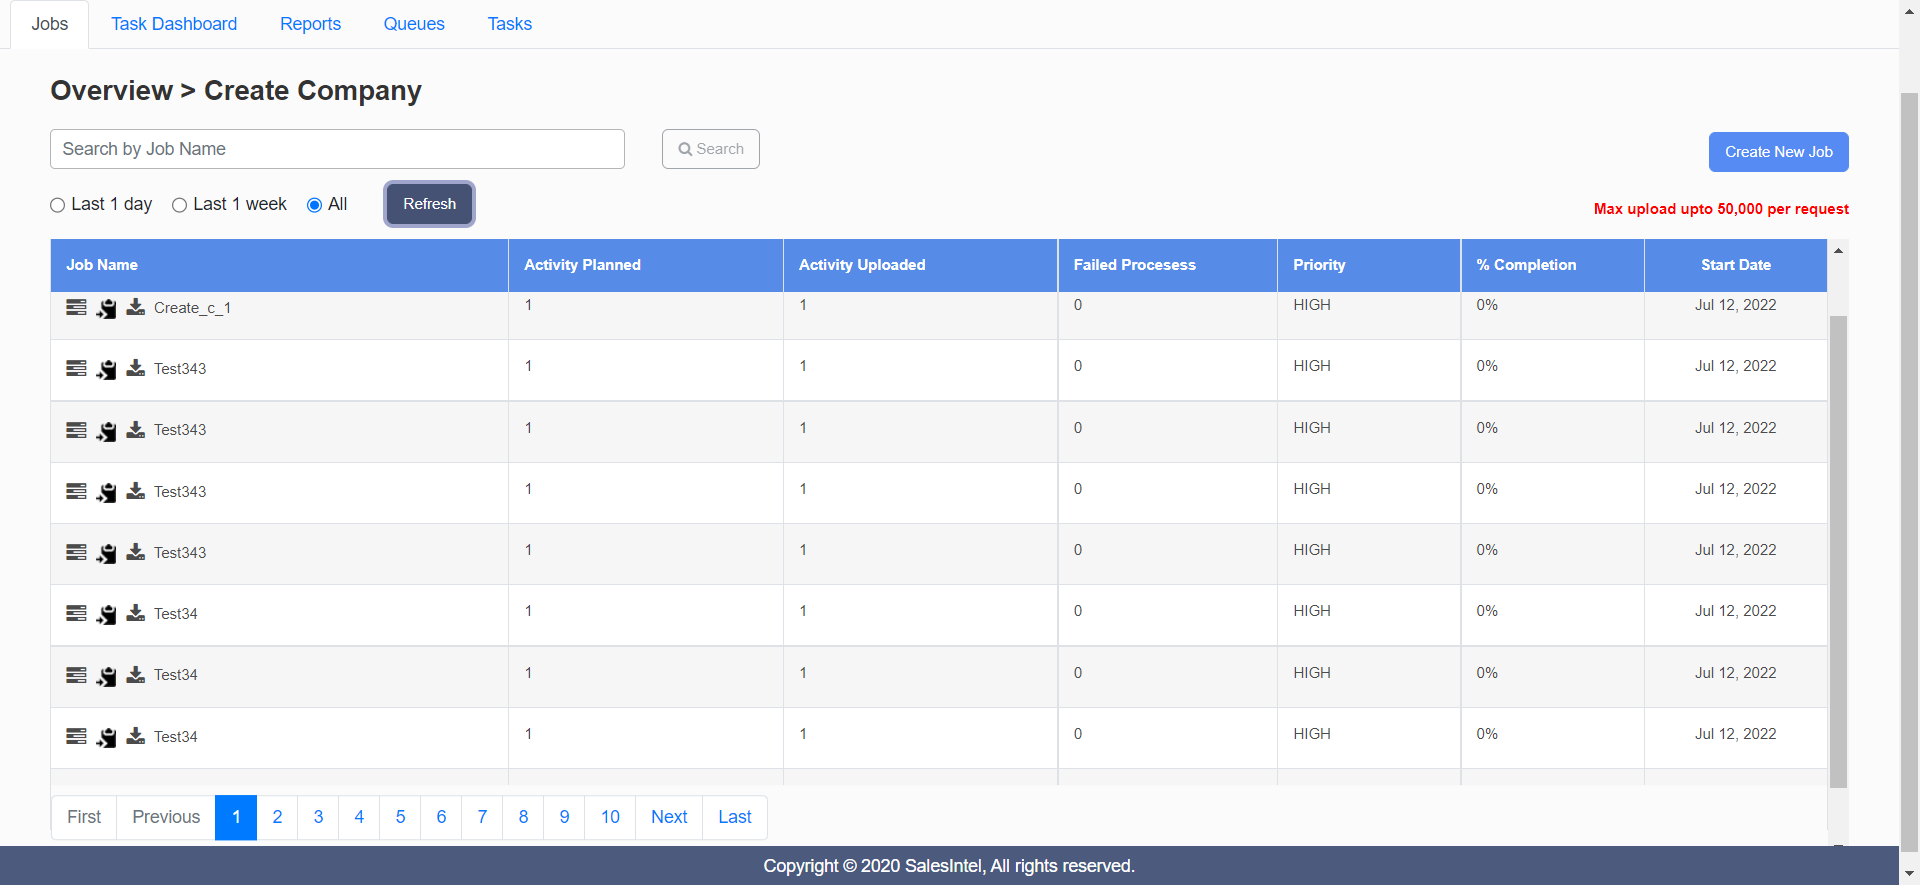 Jobs Task Dashboard Reports Queues Tasks
Overview > Create Company
Search by Job Name Search Create New Job
Last 1 day Last 1 week All Refresh Max upload upto 50,000 per request
Job Name Activity Planned Activity Uploaded Failed Procesess Priority % Completion Start Date
Create_c_1 1 1 0 HIGH 0% Jul 12, 2022
Test343 1 1 0 HIGH 0% Jul 12, 2022
Test343 1 1 0 HIGH 0% Jul 12, 2022
Test343 1 1 0 HIGH 0% Jul 12, 2022
Test343 1 1 0 HIGH 0% Jul 12, 2022
Test34 1 1 0 HIGH 0% Jul 12, 2022
Test34 1 1 0 HIGH 0% Jul 12, 2022
Test34 1 1 0 HIGH 0% Jul 12, 2022
First Previous 1 2 3 4 5 6 7 8 9 10 Next Last
Copyright © 2020 SalesIntel, All rights reserved.